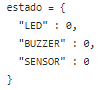 estado = {
  "LED" : 0,
  "BUZZER" : 0,
  "SENSOR" : 0
}